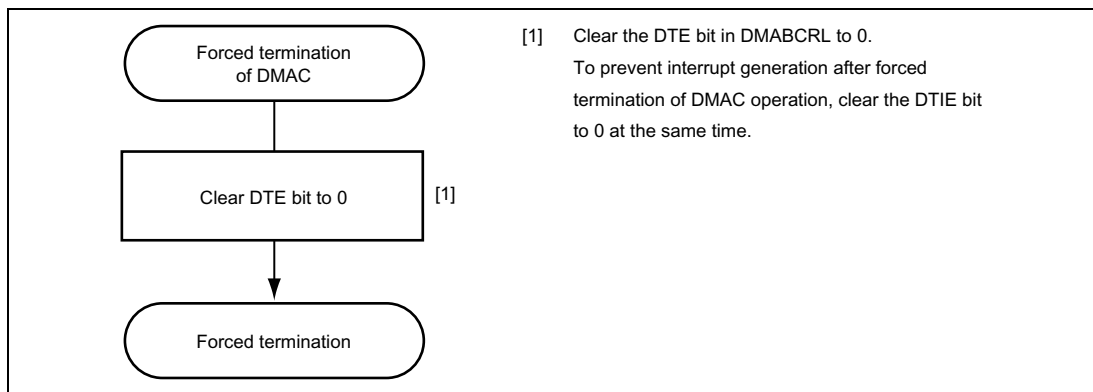 Forced termination
of DMAC
Clear DTE bit to 0
[1]
Forced termination
[1] Clear the DTE bit in DMABCRL to 0.
To prevent interrupt generation after forced
termination of DMAC operation, clear the DTIE bit
to 0 at the same time.